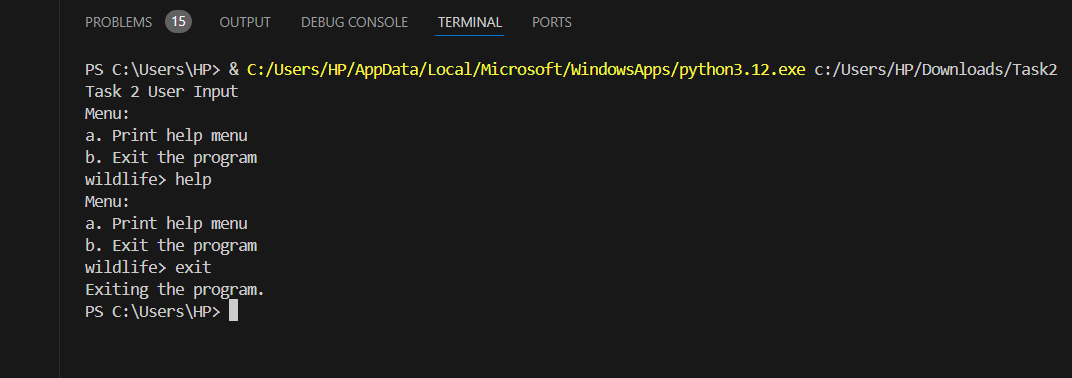 PROBLEMS 15 OUTPUT DEBUG CONSOLE TERMINAL PORTS
PS C:\Users\HP> & C:/Users/HP/AppData/Local/Microsoft/WindowsApps/python3.12.exe c:/Users/HP/Downloads/Task2
Task 2 User Input
Menu:
a. Print help menu
b. Exit the program
wildlife> help
Menu:
a. Print help menu
b. Exit the program
wildlife> exit
Exiting the program.
PS C:\Users\HP>